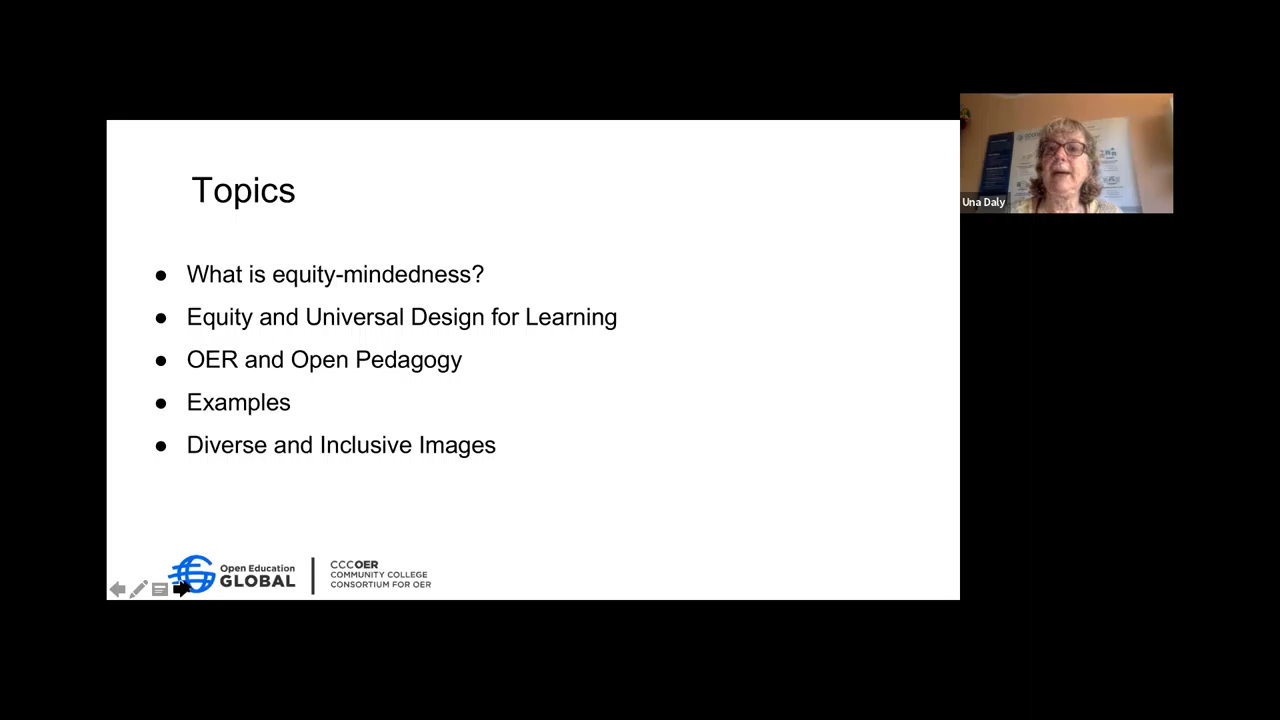 Topics
● What is equity-mindedness?
● Equity and Universal Design for Learning
● OER and Open Pedagogy
● Examples
● Diverse and Inclusive Images
Open Education
GLOBAL
CCCOER
COMMUNITY COLLEGE
CONSORTIUM FOR OER
Una Daly